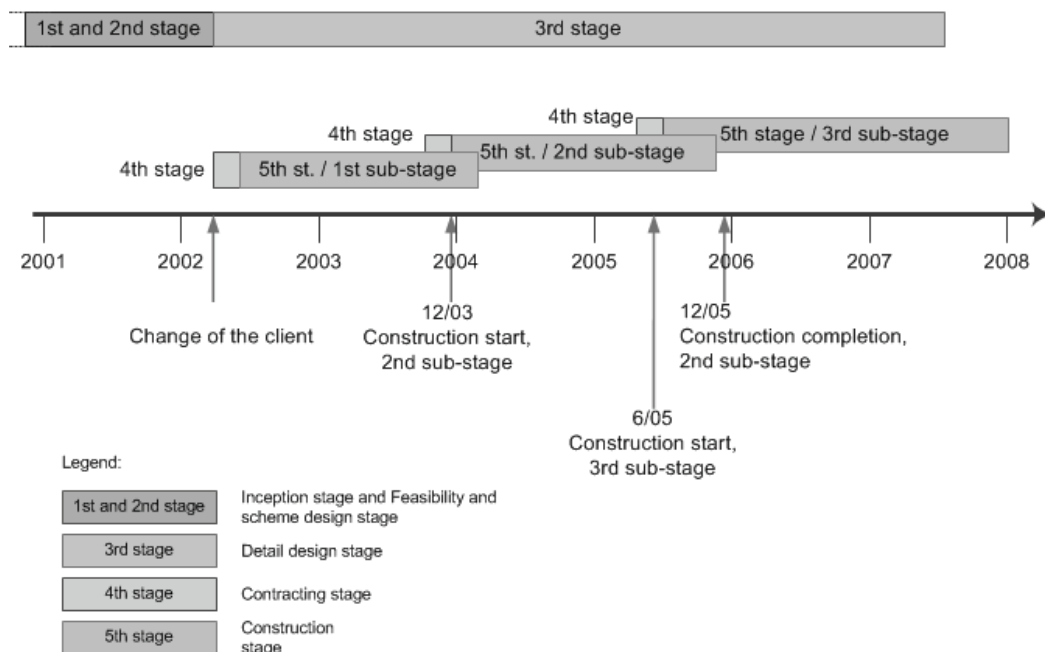 1st and 2nd stage
3rd stage
4th stage
5th stage / 3rd sub-stage
4th stage
5th st. / 2nd sub-stage
4th stage
5th st. / 1st sub-stage
2001
2002
2003
2004
2005
2006
2007
2008
Change of the client
12/03
Construction start,
2nd sub-stage
12/05
Construction completion,
2nd sub-stage
6/05
Construction start,
3rd sub-stage
Legend:
1st and 2nd stage
Inception stage and Feasibility and
scheme design stage
3rd stage
Detail design stage
4th stage
Contracting stage
5th stage
Construction
stage